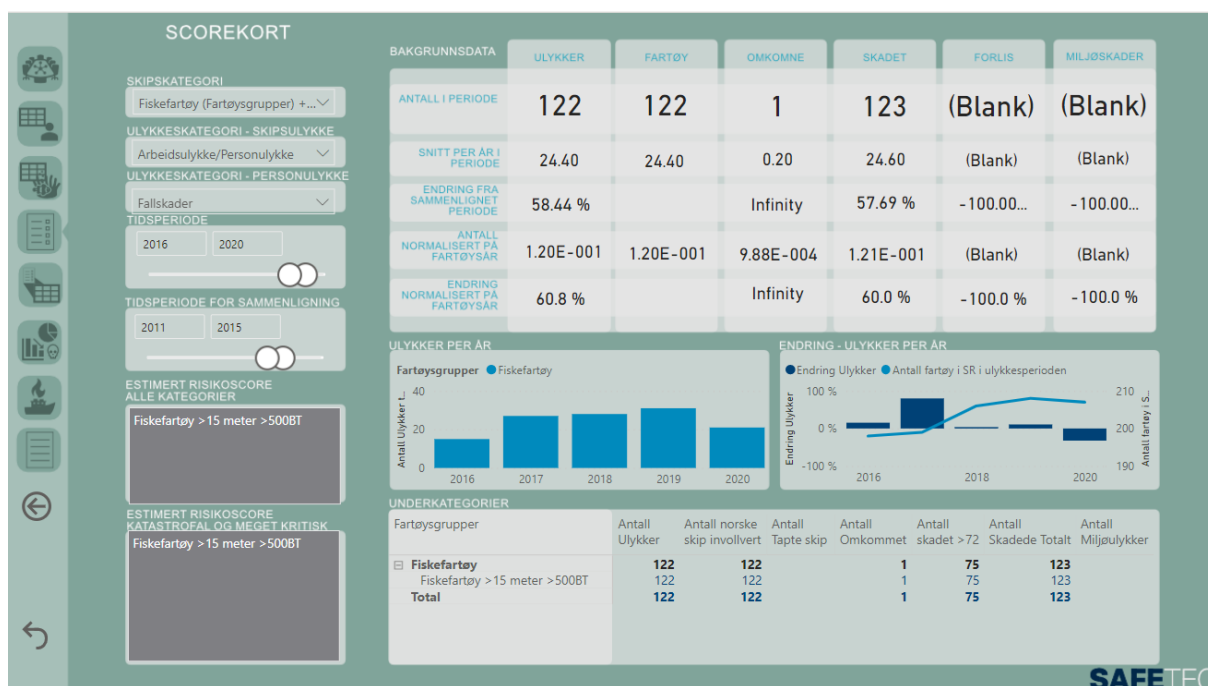 SCOREKORT
SKIPSKATEGORI
Fiskefartøy (Fartøysgrupper) +...
ULYKKESKATEGORI - SKIPSULYKKE
Arbeidsulykke/Personulykke
ULYKKESKATEGORI - PERSONULYKKE
Fallskader
TIDSPERIODE
2016 2020
TIDSPERIODE FOR SAMMENLIGNING
2011 2015
ESTIMERT RISIKOSCORE
ALLE KATEGORIER
Fiskefartøy >15 meter >500BT
ESTIMERT RISIKOSCORE
KATASTROFAL OG MEGET KRITISK
Fiskefartøy >15 meter >500BT
BAKGRUNNSDATA ULYKKER FARTØY OMKOMNE SKADET FORLIS MILJØSKADER
ANTALL I PERIODE 122 122 1 123 (Blank) (Blank)
SNITT PER ÅR I
PERIODE 24.40 24.40 0.20 24.60 (Blank) (Blank)
ENDRING FRA
SAMMENLIGNET
PERIODE 58.44 % Infinity 57.69 % -100.00... -100.00...
ANTALL
NORMALISERT PÅ
FARTØYSÅR 1.20E-001 1.20E-001 9.88E-004 1.21E-001 (Blank) (Blank)
ENDRING
NORMALISERT PÅ
FARTØYSÅR 60.8 % Infinity 60.0 % -100.0 % -100.0 %
ULYKKER PER ÅR
Fartøysgrupper Fiskefartøy
Antall Ulykker t...
40
20
0
2016 2017 2018 2019 2020
ENDRING - ULYKKER PER ÅR
Endring Ulykker Antall fartøy i SR i ulykkesperioden
Endring Ulykker
100 %
0 %
-100 %
210
200
190
Antall fartøy i S...
2016 2018 2020
UNDERKATEGORIER
Fartøysgrupper Antall Antall norske Antall Antall Antall Antall Antall
Ulykker skip invollvert Tapte skip Omkommet skadet >72 Skadede Totalt Miljøulykker
Fiskefartøy 122 122 1 75 123
Fiskefartøy >15 meter >500BT 122 122 1 75 123
Total 122 122 1 75 123
SAFETEC